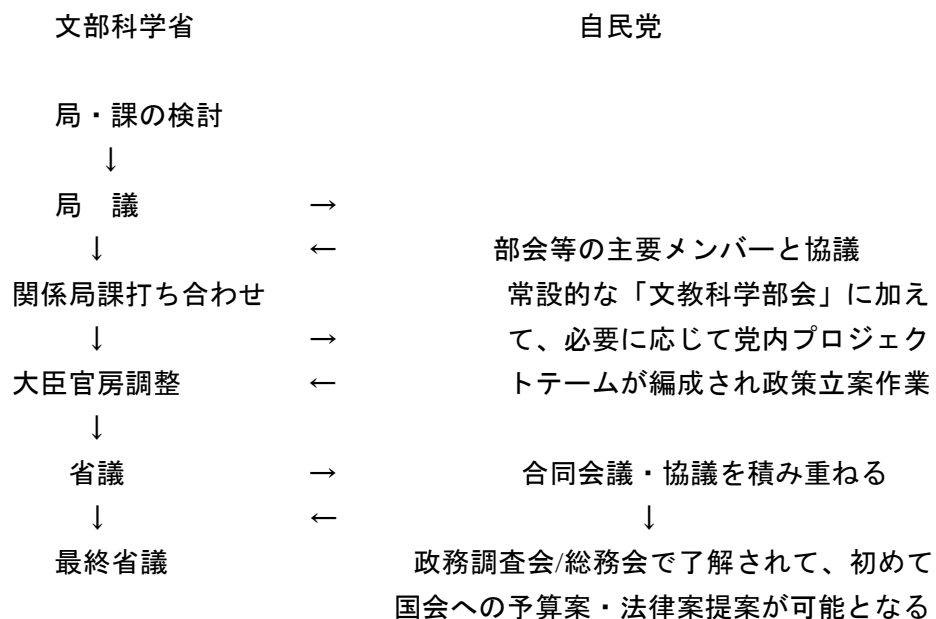 文部科学省 自民党
局・課の検討
↓
局　議 →
↓ ← 部会等の主要メンバーと協議
関係局課打ち合わせ 常設的な「文教科学部会」に加え
↓ → て、必要に応じて党内プロジェク
大臣官房調整 ← トテームが編成され政策立案作業
↓
省議 → 合同会議・協議を積み重ねる
↓ ← ↓
最終省議 政務調査会/総務会で了解されて、初めて
国会への予算案・法律案提案が可能となる